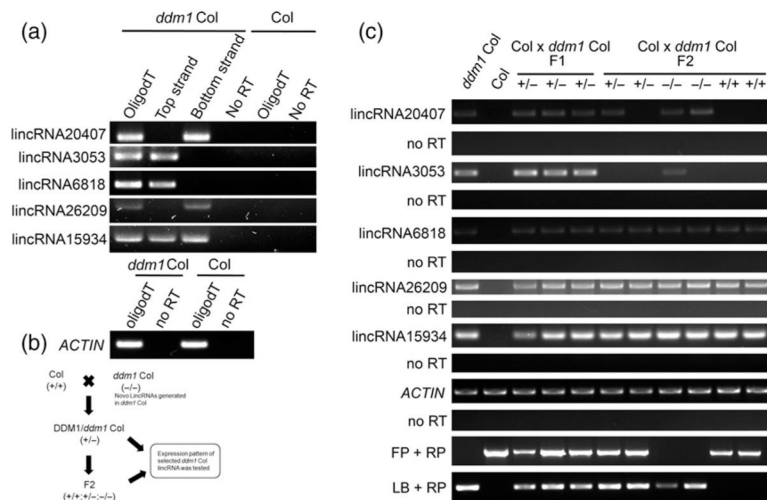 (a)
ddm1 Col
Col
OligodT
Top strand
Bottom strand
No RT
OligodT
No RT
lincRNA20407
lincRNA3053
lincRNA6818
lincRNA26209
lincRNA15934
ddm1 Col
Col
oligodT
no RT
oligodT
no RT
ACTIN
(b)
Col
(+/+)
ddm1 Col
(–/–)
Novo LincRNAs generated
in ddm1 Col
DDM1/ddm1 Col
(+/–)
F2
(+/+;+/–;–/–)
Expression pattern of
selected ddm1 Col
lincRNA was tested
(c)
ddm1 Col
Col
Col x ddm1 Col
F1
Col x ddm1 Col
F2
+/– +/– +/– +/– +/– –/– –/– +/+ +/+
lincRNA20407
no RT
lincRNA3053
no RT
lincRNA6818
no RT
lincRNA26209
no RT
lincRNA15934
no RT
ACTIN
no RT
FP + RP
LB + RP